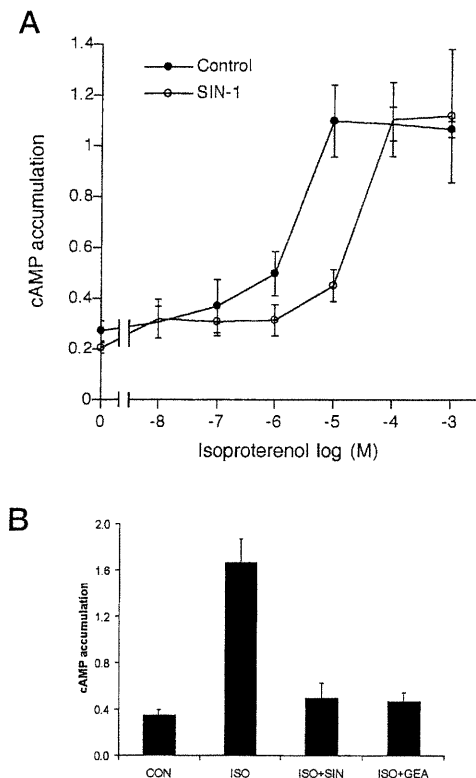 A
1.4
Control
SIN-1
1.2
1
0.8
0.6
0.4
0.2
0
cAMP accumulation
0 -8 -7 -6 -5 -4 -3
Isoproterenol log (M)
B
2.0
1.6
1.2
0.8
0.4
0.0
cAMP accumulation
CON ISO ISO+SIN ISO+GEA